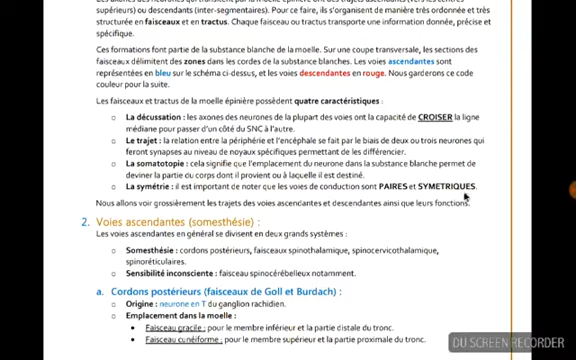 Les axones des neurones qui transitent par la moelle épinière ont des trajets ascendants (vers les centres
supérieurs) ou descendants (inter-segmentaires). Pour ce faire, ils s'organisent de manière très ordonnée et très
structurée en faisceaux et en tractus. Chaque faisceau ou tractus transporte une information donnée, précise et
spécifique.
Ces formations font partie de la substance blanche de la moelle. Sur une coupe transversale, les sections des
faisceaux délimitent des zones dans les cordes de la substance blanches. Les voies ascendantes sont
représentées en bleu sur le schéma ci-dessus, et les voies descendantes en rouge. Nous garderons ce code
couleur pour la suite.
Les faisceaux et tractus de la moelle épinière possèdent quatre caractéristiques :
o La décussation : les axones des neurones de la plupart des voies ont la capacité de CROISER la ligne
médiane pour passer d'un côté du SNC à l'autre.
o Le trajet : la relation entre la périphérie et l'encéphale se fait par le biais de deux ou trois neurones qui
feront synapses au niveau de noyaux spécifiques permettant de les différencier.
o La somatotopie : cela signifie que l'emplacement du neurone dans la substance blanche permet de
deviner la partie du corps dont il provient ou à laquelle il est destiné.
o La symétrie : il est important de noter que les voies de conduction sont PAIRES et SYMETRIQUES.
Nous allons voir grossièrement les trajets des voies ascendantes et descendantes ainsi que leurs fonctions.
2. Voies ascendantes (somesthésie) :
Les voies ascendantes en général se divisent en deux grands systèmes :
o Somesthésie : cordons postérieurs, faisceaux spinothalamique, spinocervicothalamique,
spinoréticulaires.
o Sensibilité inconsciente : faisceau spinocérébelleux notamment.
a. Cordons postérieurs (faisceaux de Goll et Burdach) :
o Origine : neurone en T du ganglion rachidien.
o Emplacement dans la moelle :
• Faisceau gracile : pour le membre inférieur et la partie distale du tronc.
• Faisceau cunéiforme : pour le membre supérieur et la partie proximale du tronc.
DU SCREEN RECORDER